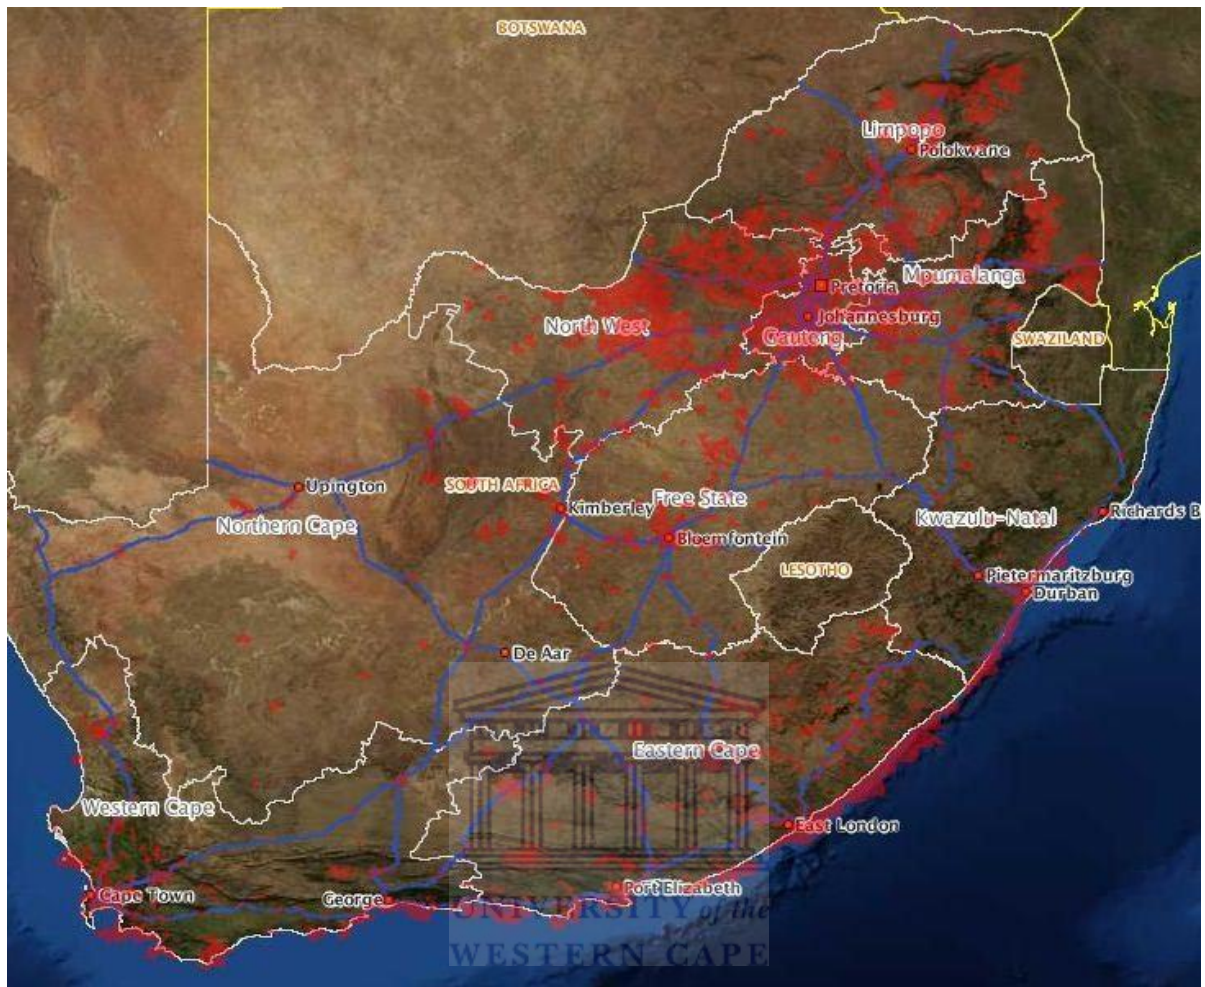 BOTSWANA
Limpopo
Polokwane
Mpumalanga
Pretoria
Johannesburg
North West
Gauteng
SWAZILAND
Upington
SOUTH AFRICA
Kimberley
Free State
Northern Cape
Kwazulu-Natal
Richards B
Bloemfontein
LESOTHO
Pietermaritzburg
Durban
De Aar
Eastern Cape
Western Cape
East London
Port Elizabeth
Cape Town
George
UNIVERSITY of the
WESTERN CAPE